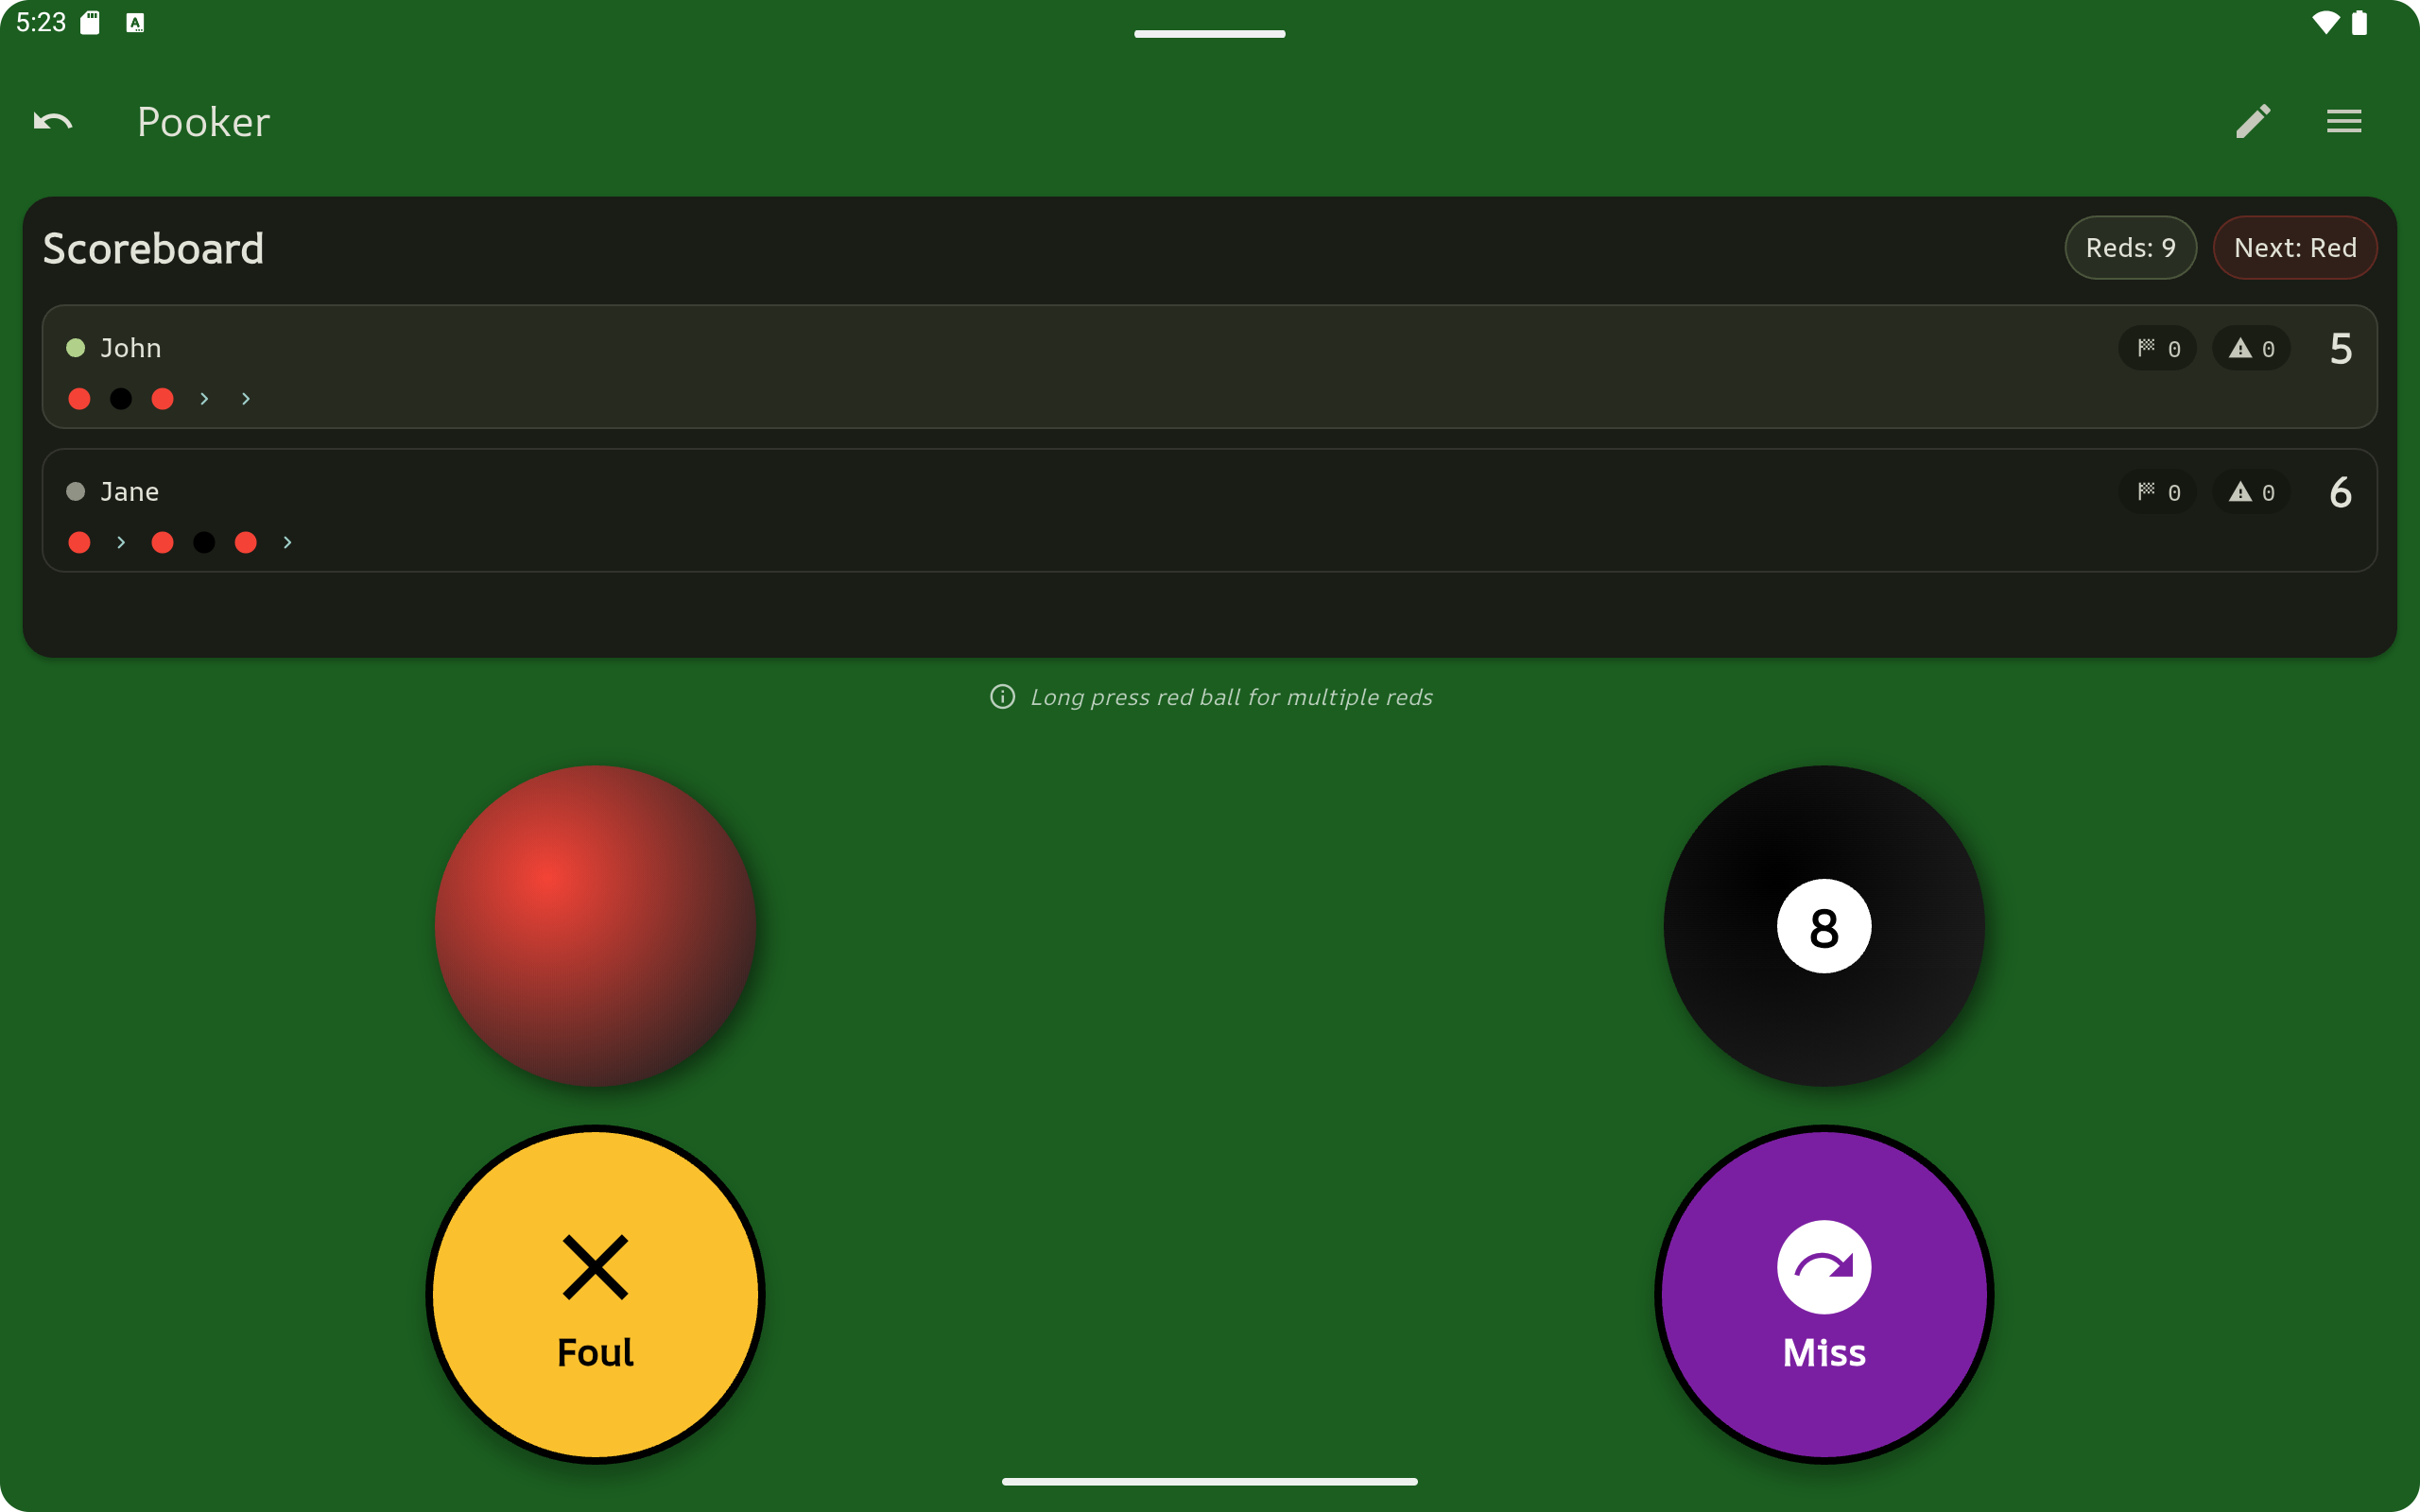 5:23
Pooker
Scoreboard
Reds: 9
Next: Red
John
0
0
5
Jane
0
0
6
Long press red ball for multiple reds
8
Foul
Miss